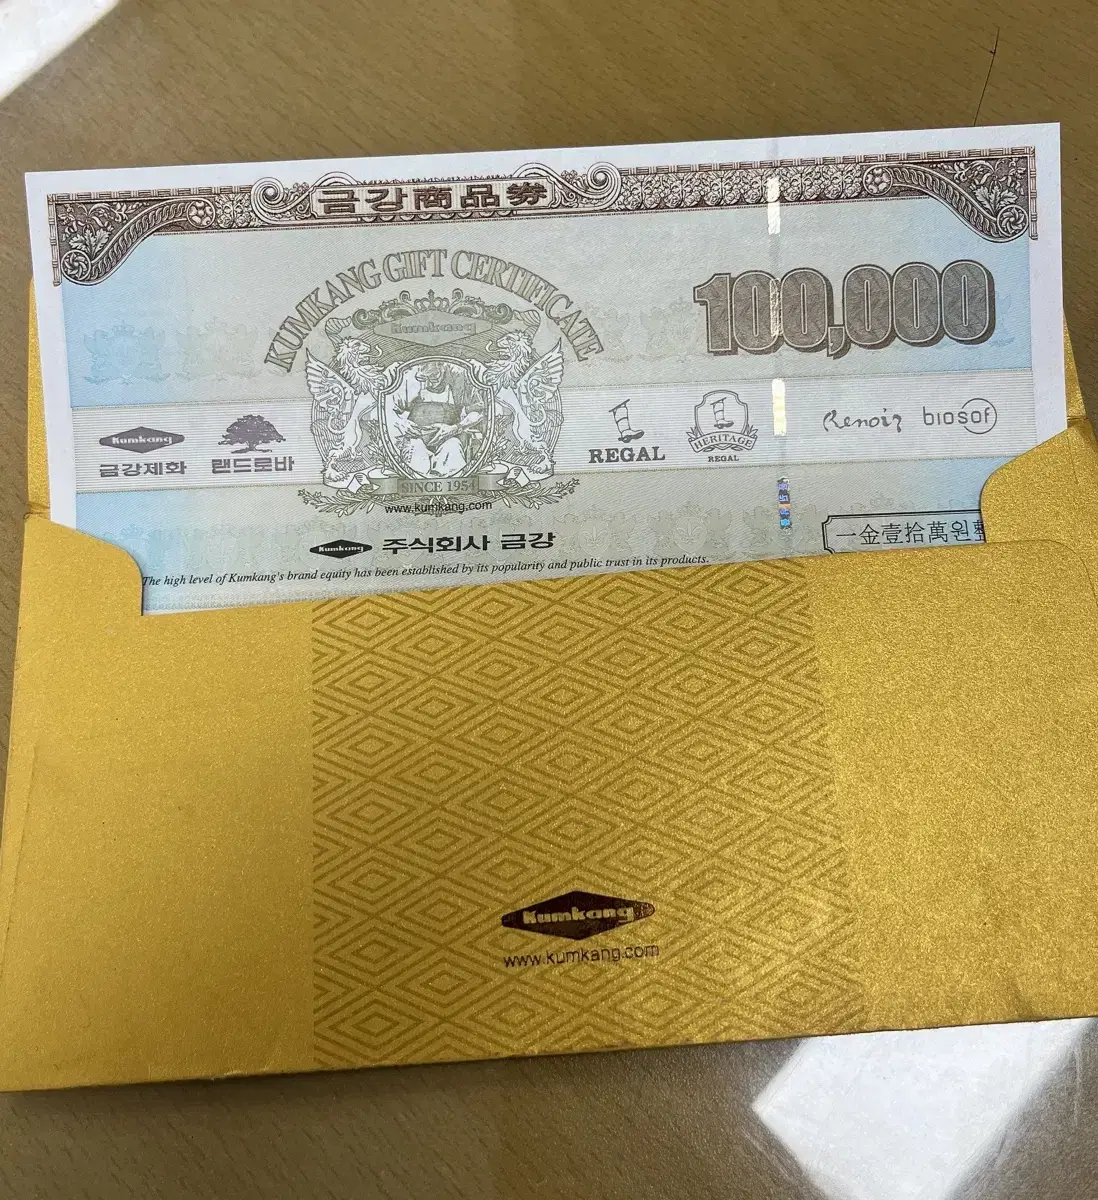 금강商品券
KUMKANG GIFT CERTIFICATE
100,000
Kumkang
Kumkang
금강제화
랜드로바
REGAL
HERITAGE
REGAL
Renoir
biosof
SINCE 1954
www.kumkang.com
Kumkang 주식회사 금강
一金壹拾萬원整
The high level of Kumkang's brand equity has been established by its popularity and public trust in its products.
Kumkang
www.kumkang.com